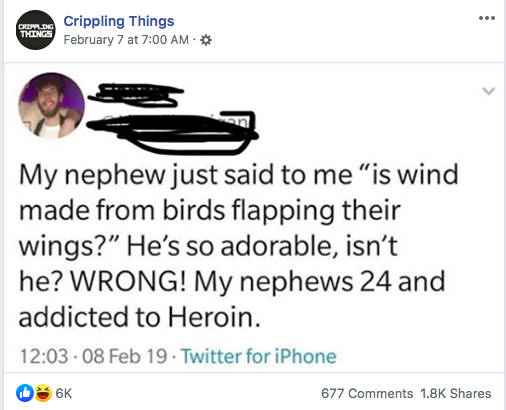 CRIPPLING
THINGS
Crippling Things
February 7 at 7:00 AM ·
My nephew just said to me “is wind
made from birds flapping their
wings?” He’s so adorable, isn’t
he? WRONG! My nephews 24 and
addicted to Heroin.
12:03 · 08 Feb 19 · Twitter for iPhone
6K
677 Comments 1.8K Shares